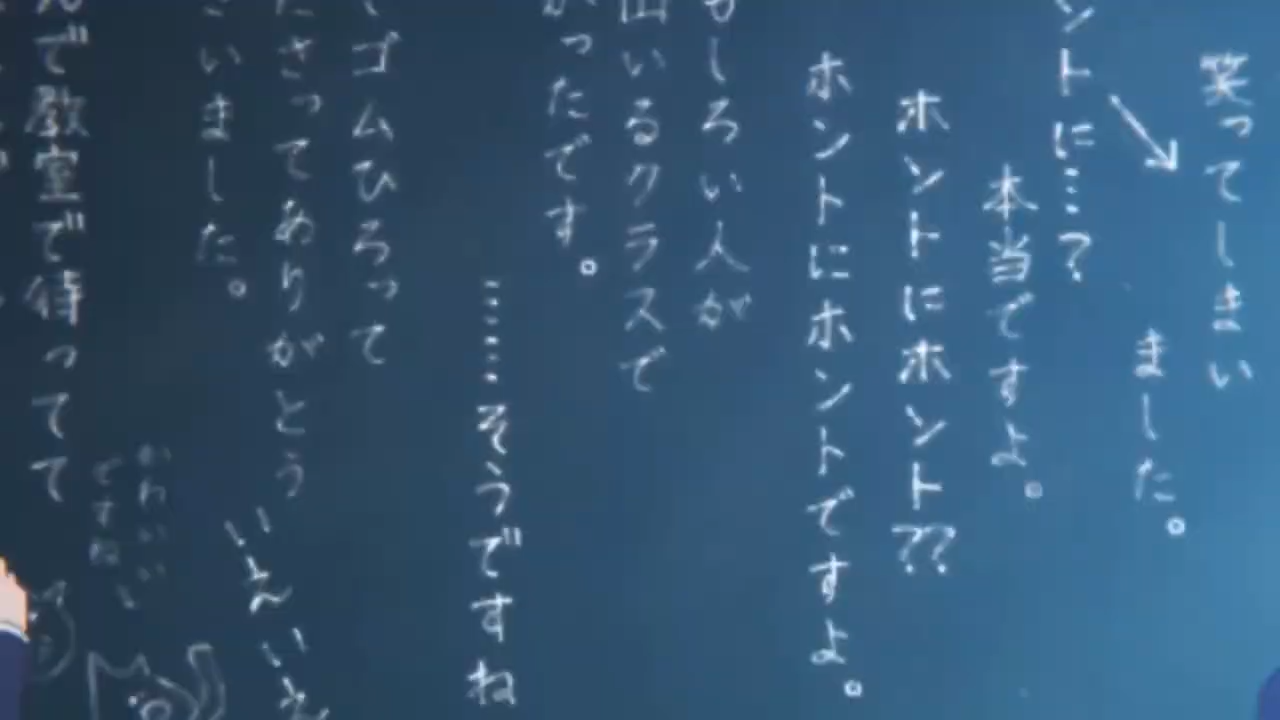 笑ってしまい
ました。
ントに…?
本当ですよ。
ホントにホント??
ホントにホントですよ。
もしろい人が
出いるクラスで
がったです。
……そうですね
ゴムひろって
ださってありがとう
ざいました。
いえいえ
かわいい
ですね
んで教室で待ってて